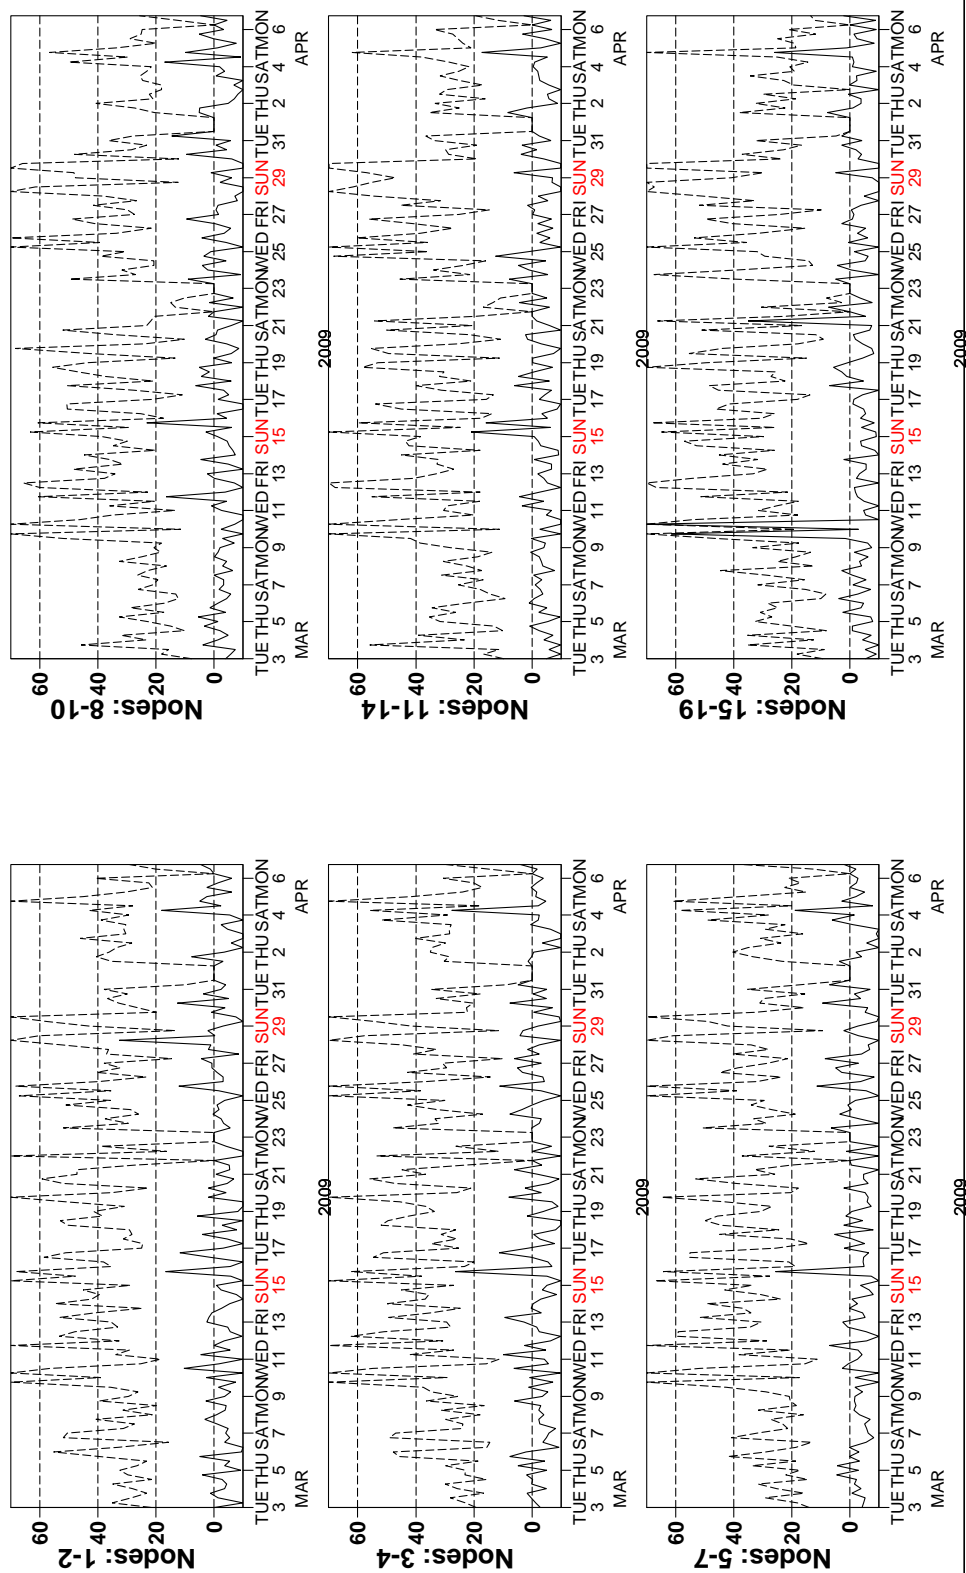 Nodes: 1-2
60
40
20
0
TUE THU SAT MON WED FRI SUN TUE THU SAT MON WED FRI SUN TUE THU SAT MON
3 5 7 9 11 13 15 17 19 21 23 25 27 29 31 2 4 6
MAR APR
2009
Nodes: 8-10
60
40
20
0
TUE THU SAT MON WED FRI SUN TUE THU SAT MON WED FRI SUN TUE THU SAT MON
3 5 7 9 11 13 15 17 19 21 23 25 27 29 31 2 4 6
MAR APR
2009
Nodes: 3-4
60
40
20
0
TUE THU SAT MON WED FRI SUN TUE THU SAT MON WED FRI SUN TUE THU SAT MON
3 5 7 9 11 13 15 17 19 21 23 25 27 29 31 2 4 6
MAR APR
2009
Nodes: 11-14
60
40
20
0
TUE THU SAT MON WED FRI SUN TUE THU SAT MON WED FRI SUN TUE THU SAT MON
3 5 7 9 11 13 15 17 19 21 23 25 27 29 31 2 4 6
MAR APR
2009
Nodes: 5-7
60
40
20
0
TUE THU SAT MON WED FRI SUN TUE THU SAT MON WED FRI SUN TUE THU SAT MON
3 5 7 9 11 13 15 17 19 21 23 25 27 29 31 2 4 6
MAR APR
2009
Nodes: 15-19
60
40
20
0
TUE THU SAT MON WED FRI SUN TUE THU SAT MON WED FRI SUN TUE THU SAT MON
3 5 7 9 11 13 15 17 19 21 23 25 27 29 31 2 4 6
MAR APR
2009